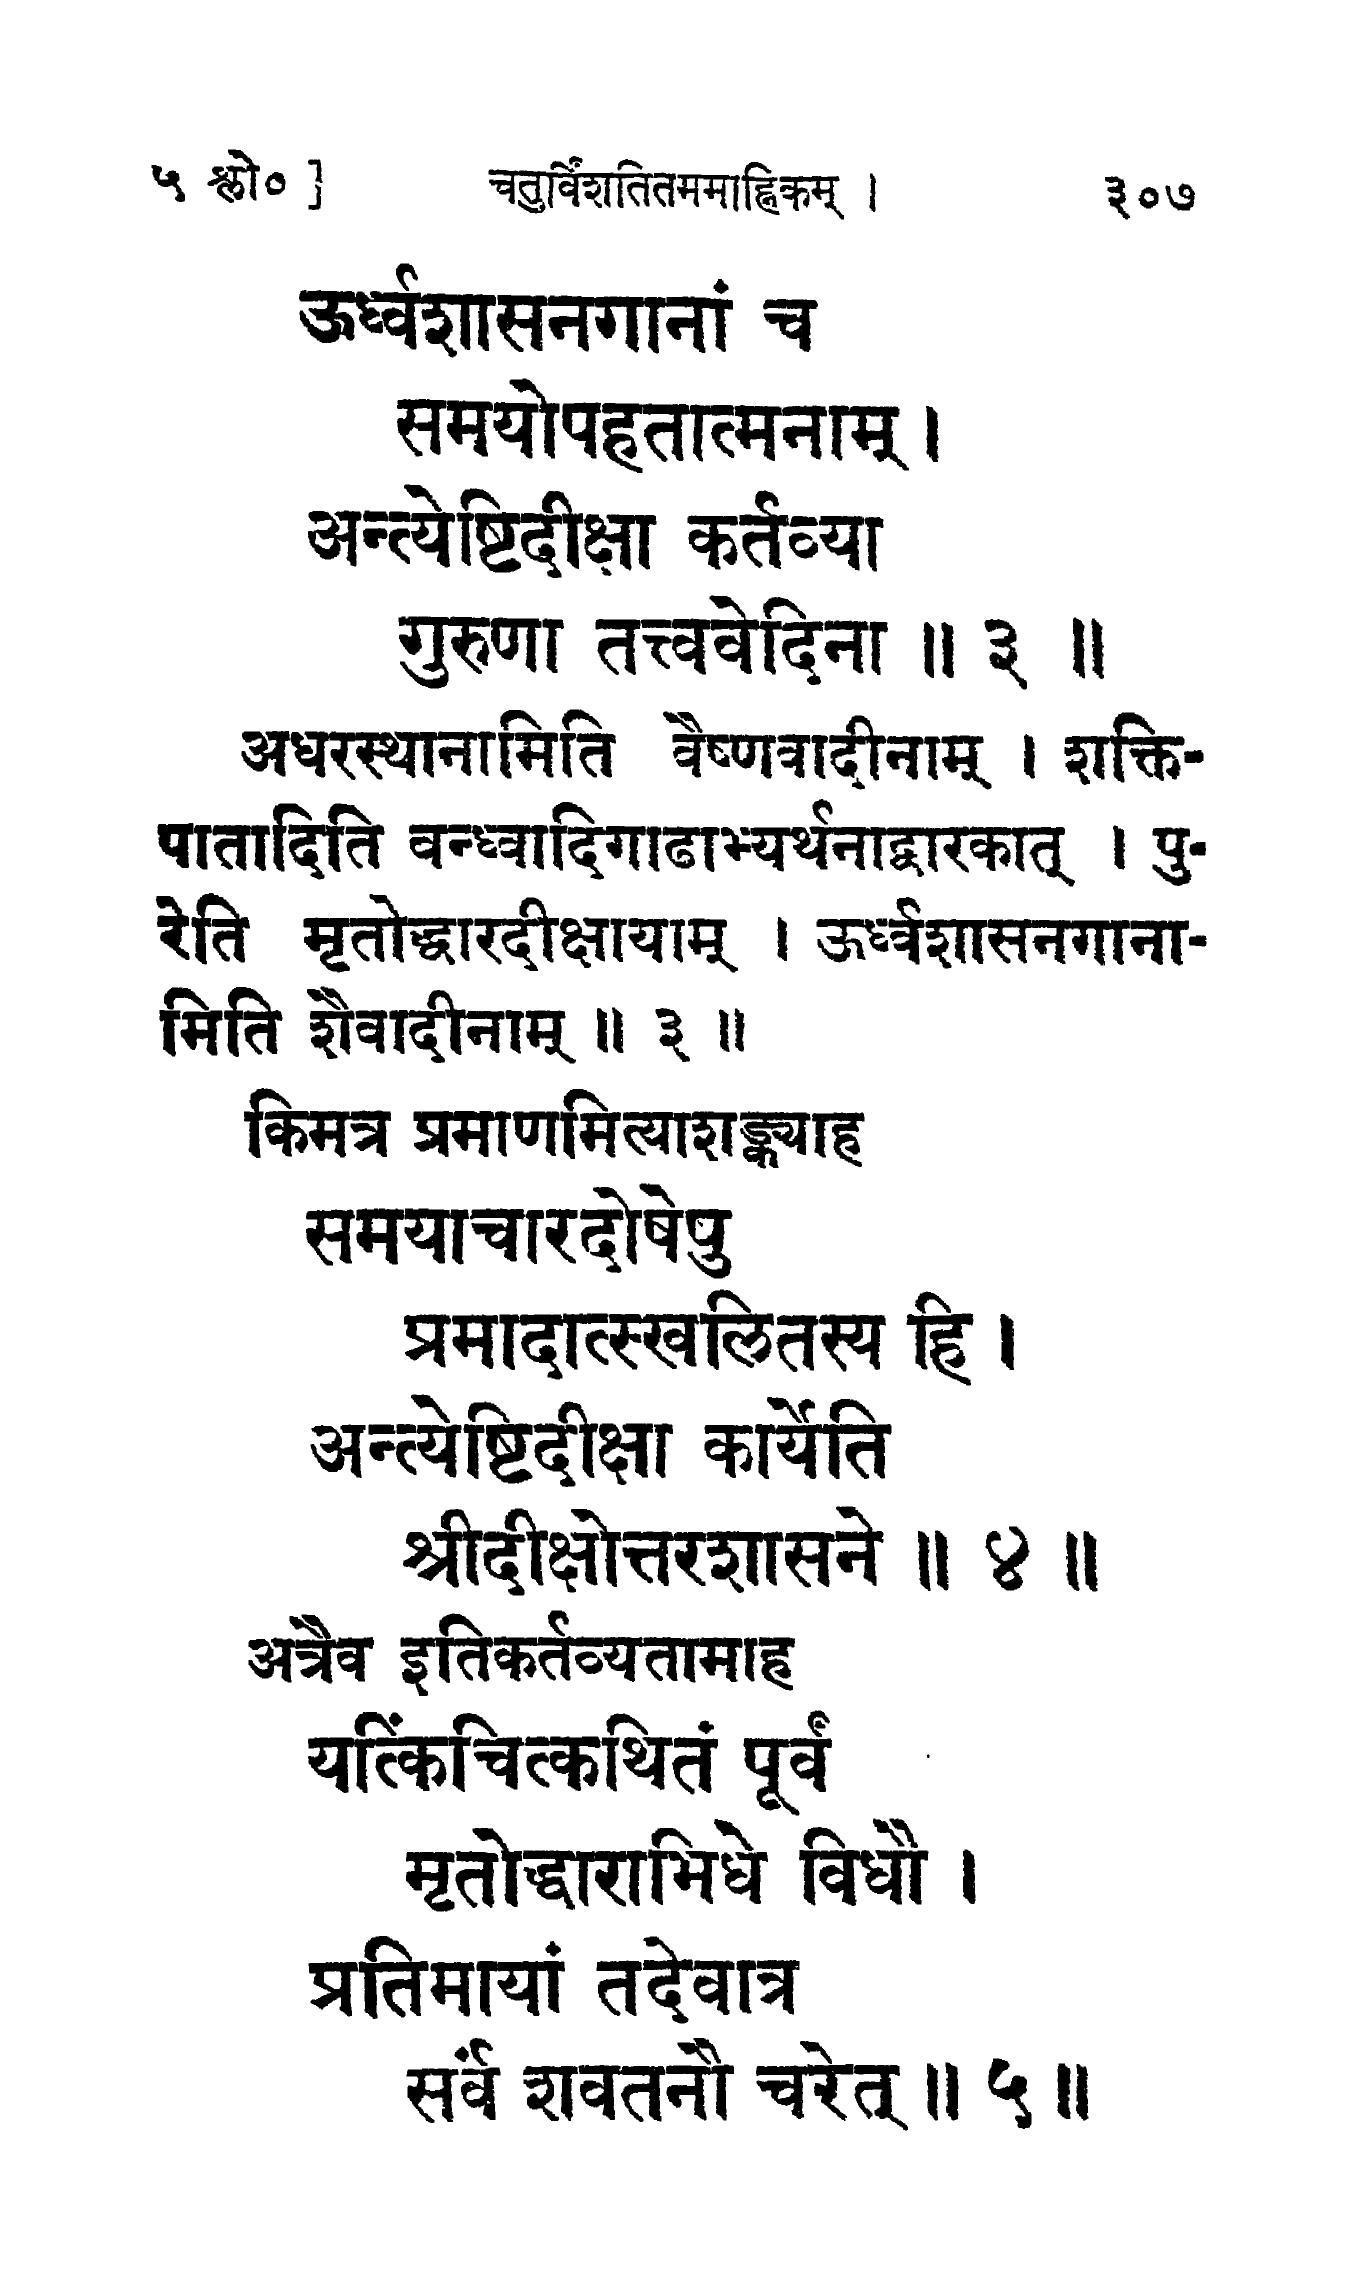 ५ श्लो० ] चतुर्विंशतितममाह्निकम् । ३०७
ऊर्ध्वशासनगानां च
समयोपहतात्मनाम् ।
अन्त्येष्टिदीक्षा कर्तव्या
गुरुणा तत्त्ववेदिना ॥ ३ ॥
अधरस्थानामिति वैष्णवादीनाम् । शक्ति-
पातादिति वन्ध्वादिगाढाभ्यर्थनाद्वारकात् । पु-
रेति मृतोद्धारदीक्षायाम् । ऊर्ध्वशासनगाना-
मिति शैवादीनाम् ॥ ३ ॥
किमत्र प्रमाणमित्याशङ्क्याह
समयाचारदोषेषु
प्रमादात्स्खलितस्य हि ।
अन्त्येष्टिदीक्षा कार्येति
श्रीदीक्षोत्तरशासने ॥ ४ ॥
अत्रैव इतिकर्तव्यतामाह
यत्किंचित्कथितं पूर्वं
मृतोद्धाराभिधे विधौ ।
प्रतिमायां तदेवात्र
सर्वं शवतनौ चरेत् ॥ ५ ॥